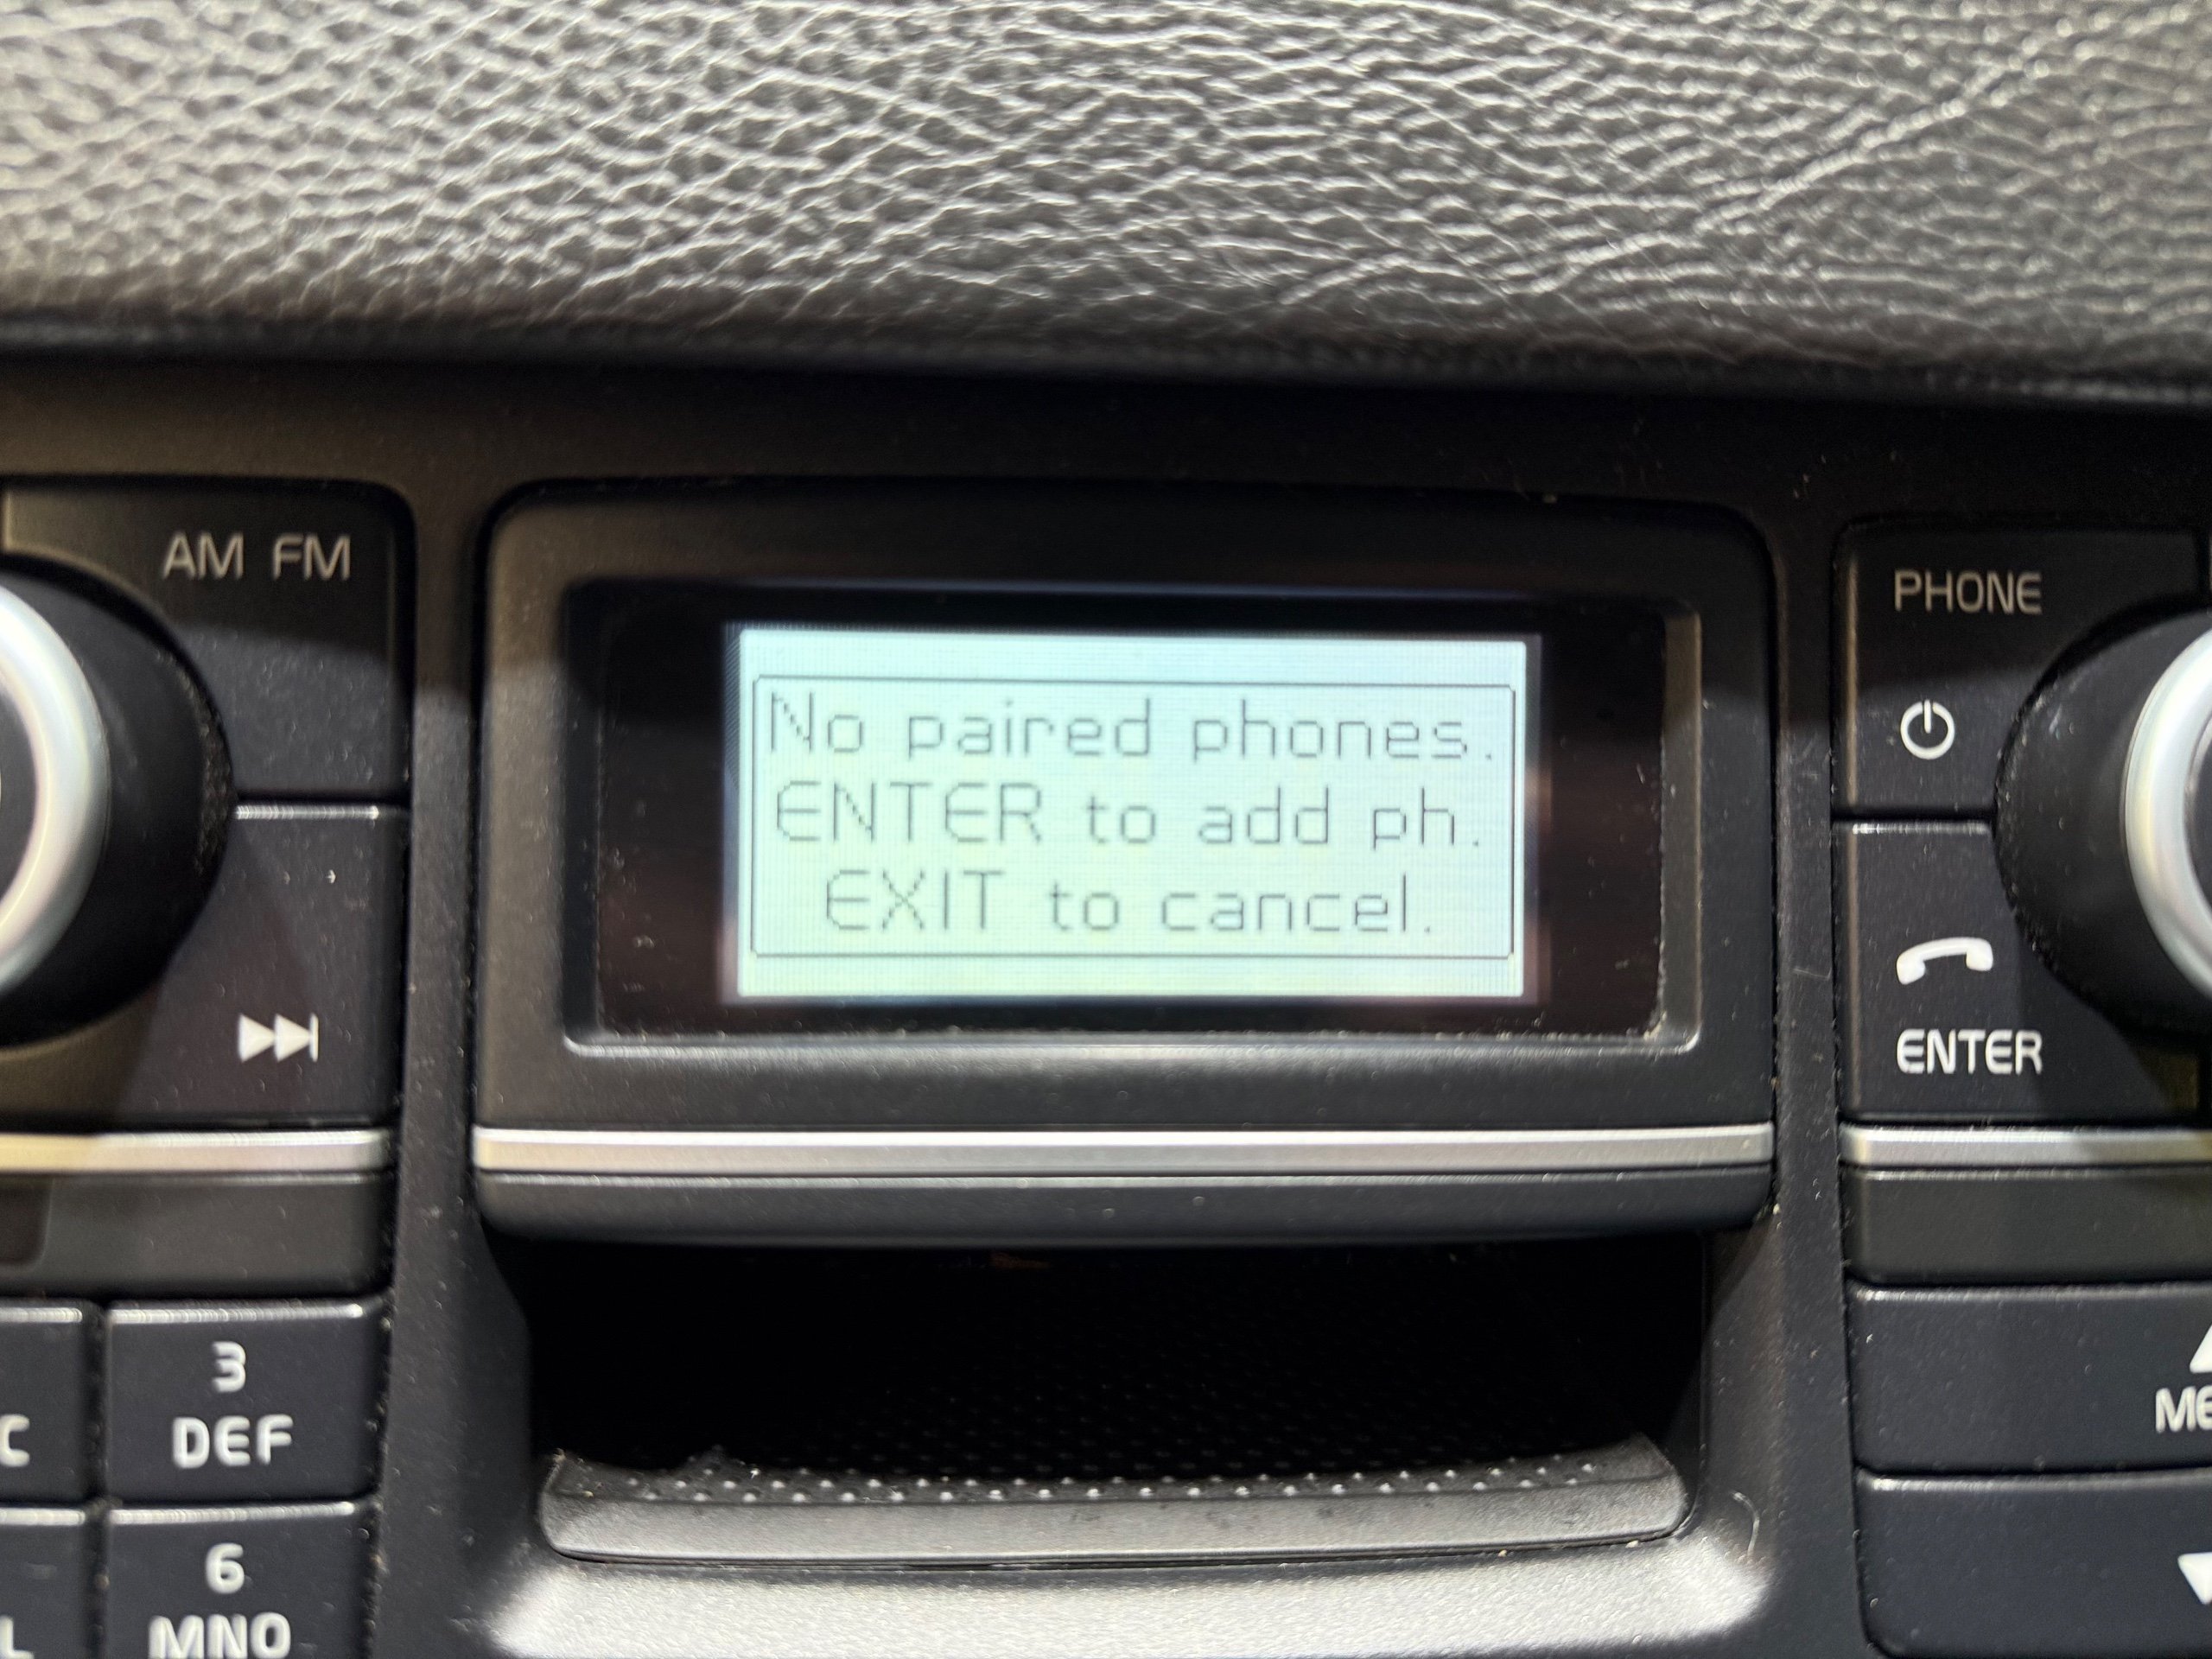 AM FM
PHONE
No paired phones.
ENTER to add ph.
EXIT to cancel.
ENTER
3
DEF
6
MNO